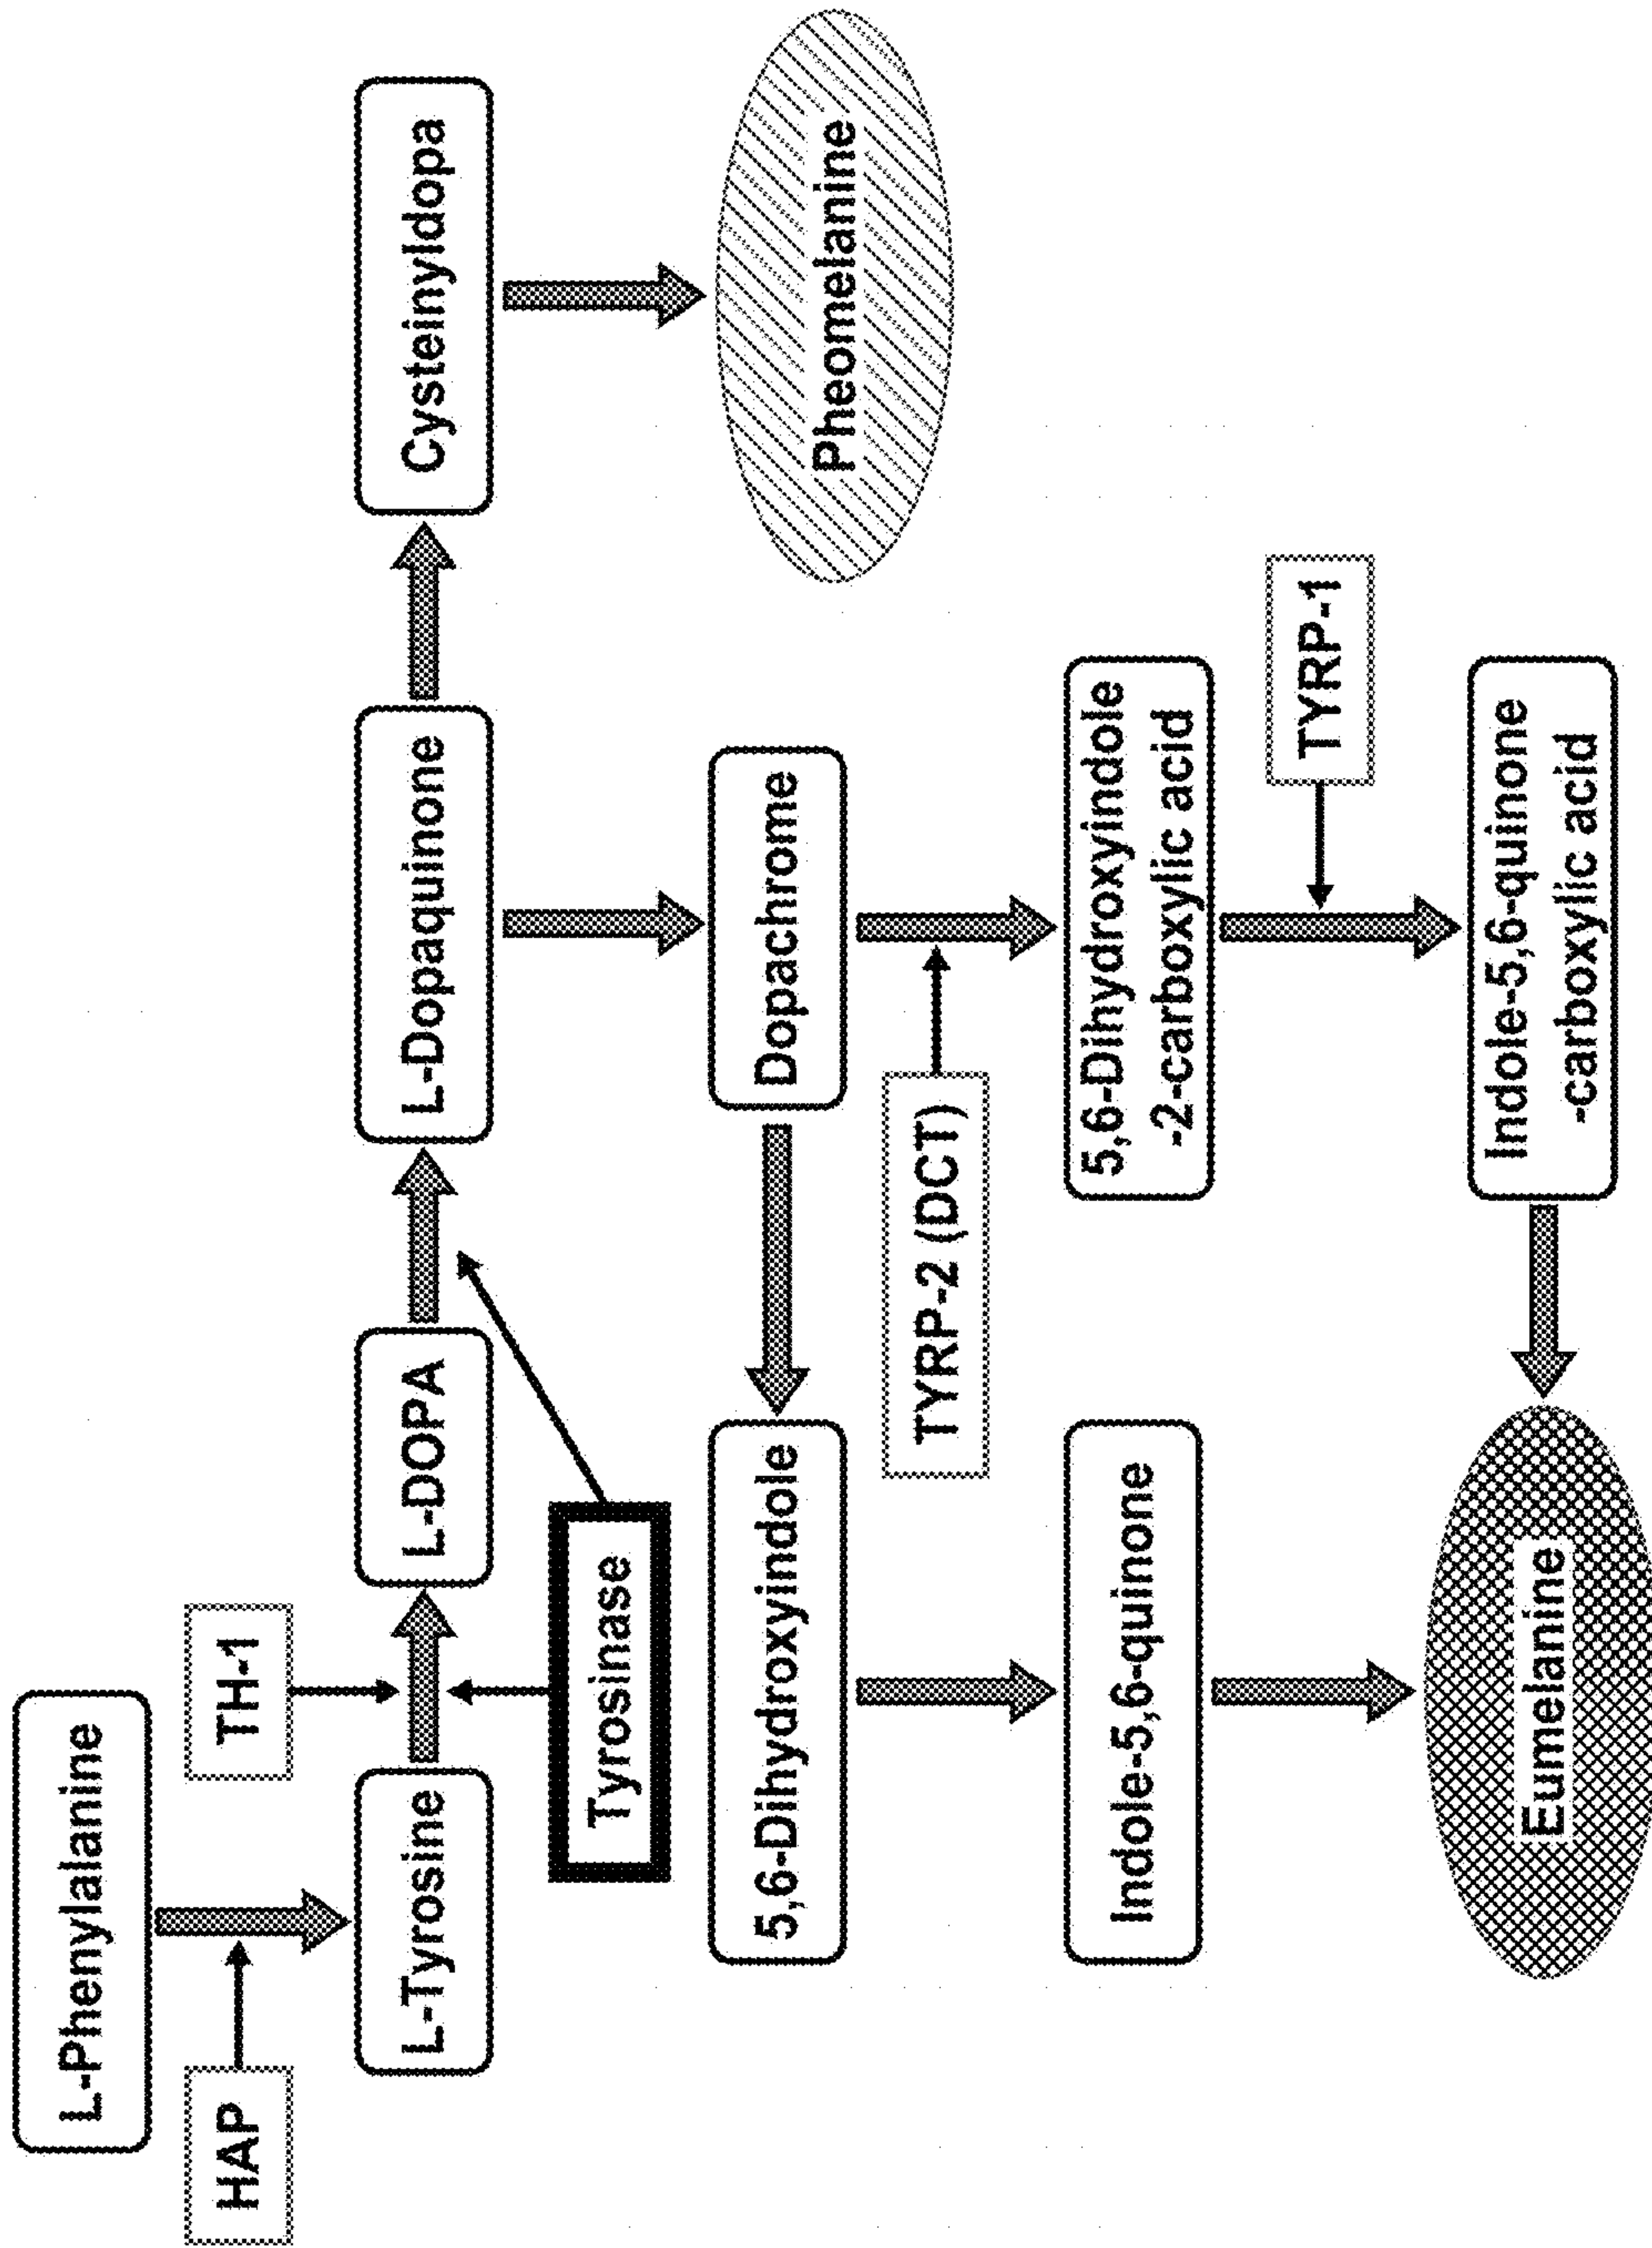 L-Phenylalanine
HAP
TH-1
L-Tyrosine
L-DOPA
L-Dopaquinone
Cysteinyldopa
Tyrosinase
5,6-Dihydroxyindole
Dopachrome
Pheomelanine
TYRP-2 (DCT)
Indole-5,6-quinone
5,6-Dihydroxyindole
-2-carboxylic acid
TYRP-1
Eumelanine
Indole-5,6-quinone
-carboxylic acid